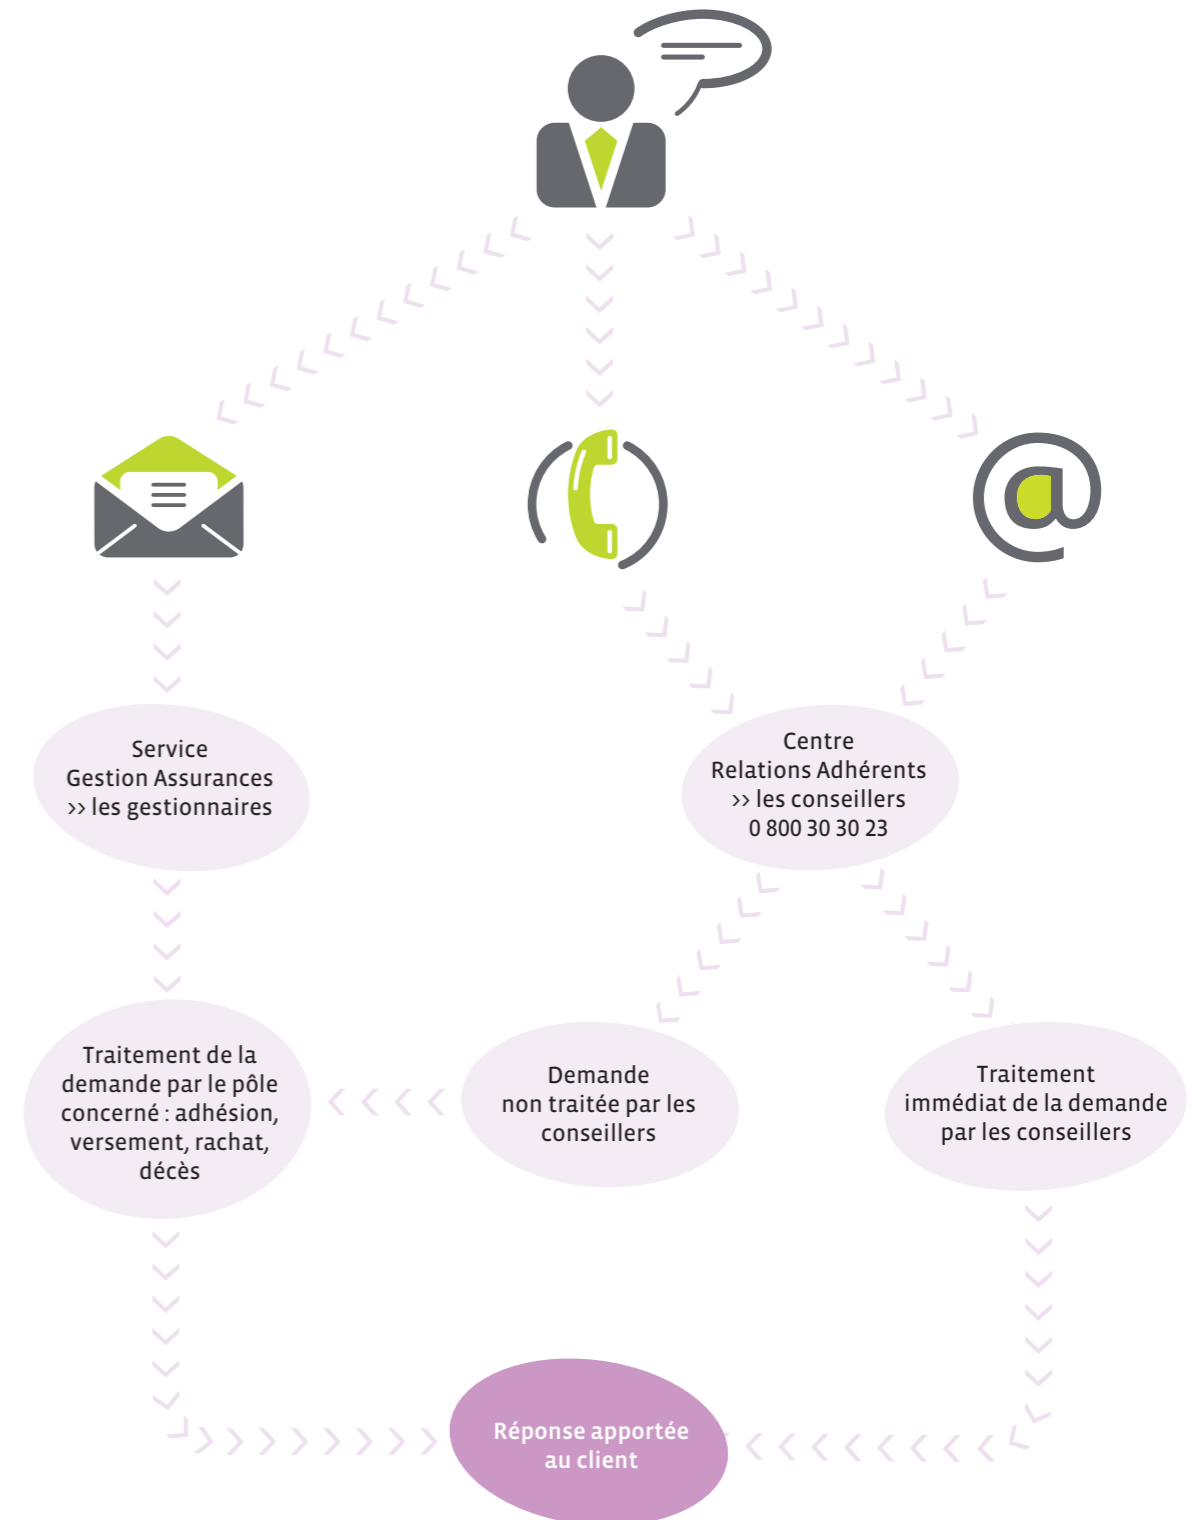 Service
Gestion Assurances
›› les gestionnaires
Centre
Relations Adhérents
›› les conseillers
0 800 30 30 23
Traitement de la
demande par le pôle
concerné : adhésion,
versement, rachat,
décès
Demande
non traitée par les
conseillers
Traitement
immédiat de la demande
par les conseillers
Réponse apportée
au client